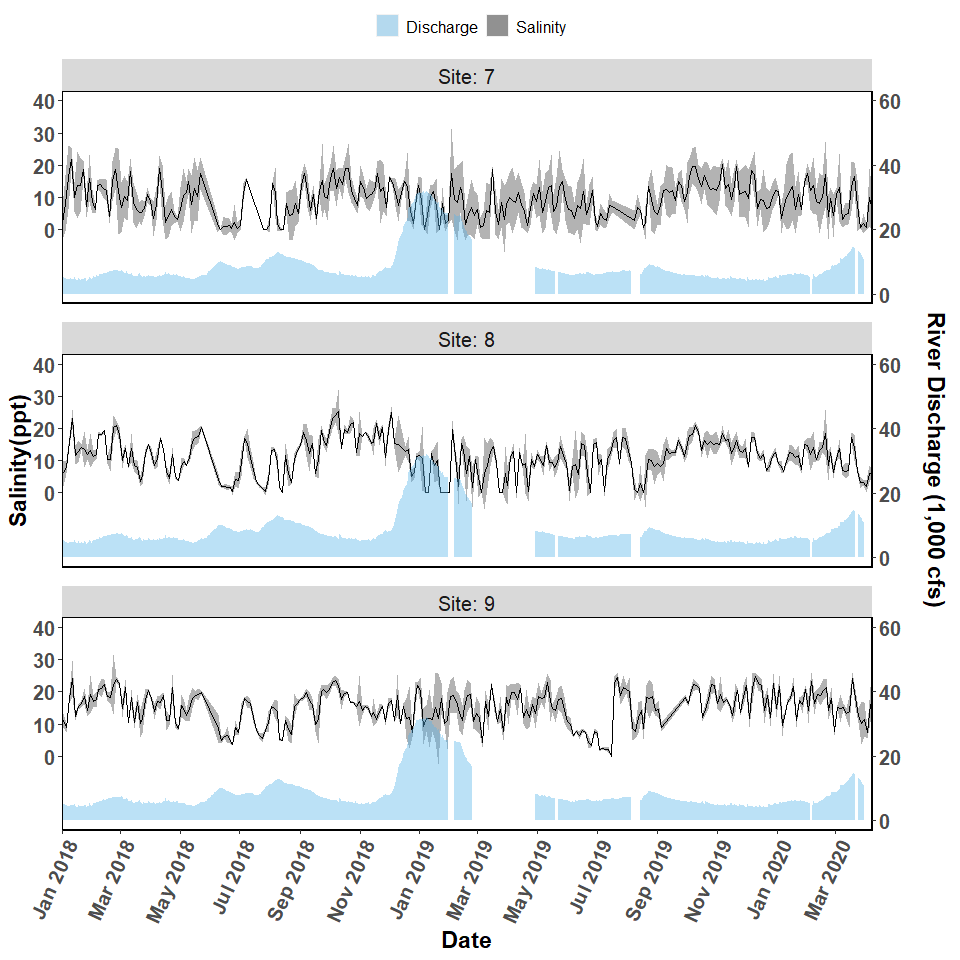 Discharge Salinity
Site: 7
40
30
20
10
0
60
40
20
0
Site: 8
40
30
20
10
0
60
40
20
0
Site: 9
40
30
20
10
0
60
40
20
0
Salinity(ppt)
River Discharge (1,000 cfs)
Jan 2018
Mar 2018
May 2018
Jul 2018
Sep 2018
Nov 2018
Jan 2019
Mar 2019
May 2019
Jul 2019
Sep 2019
Nov 2019
Jan 2020
Mar 2020
Date